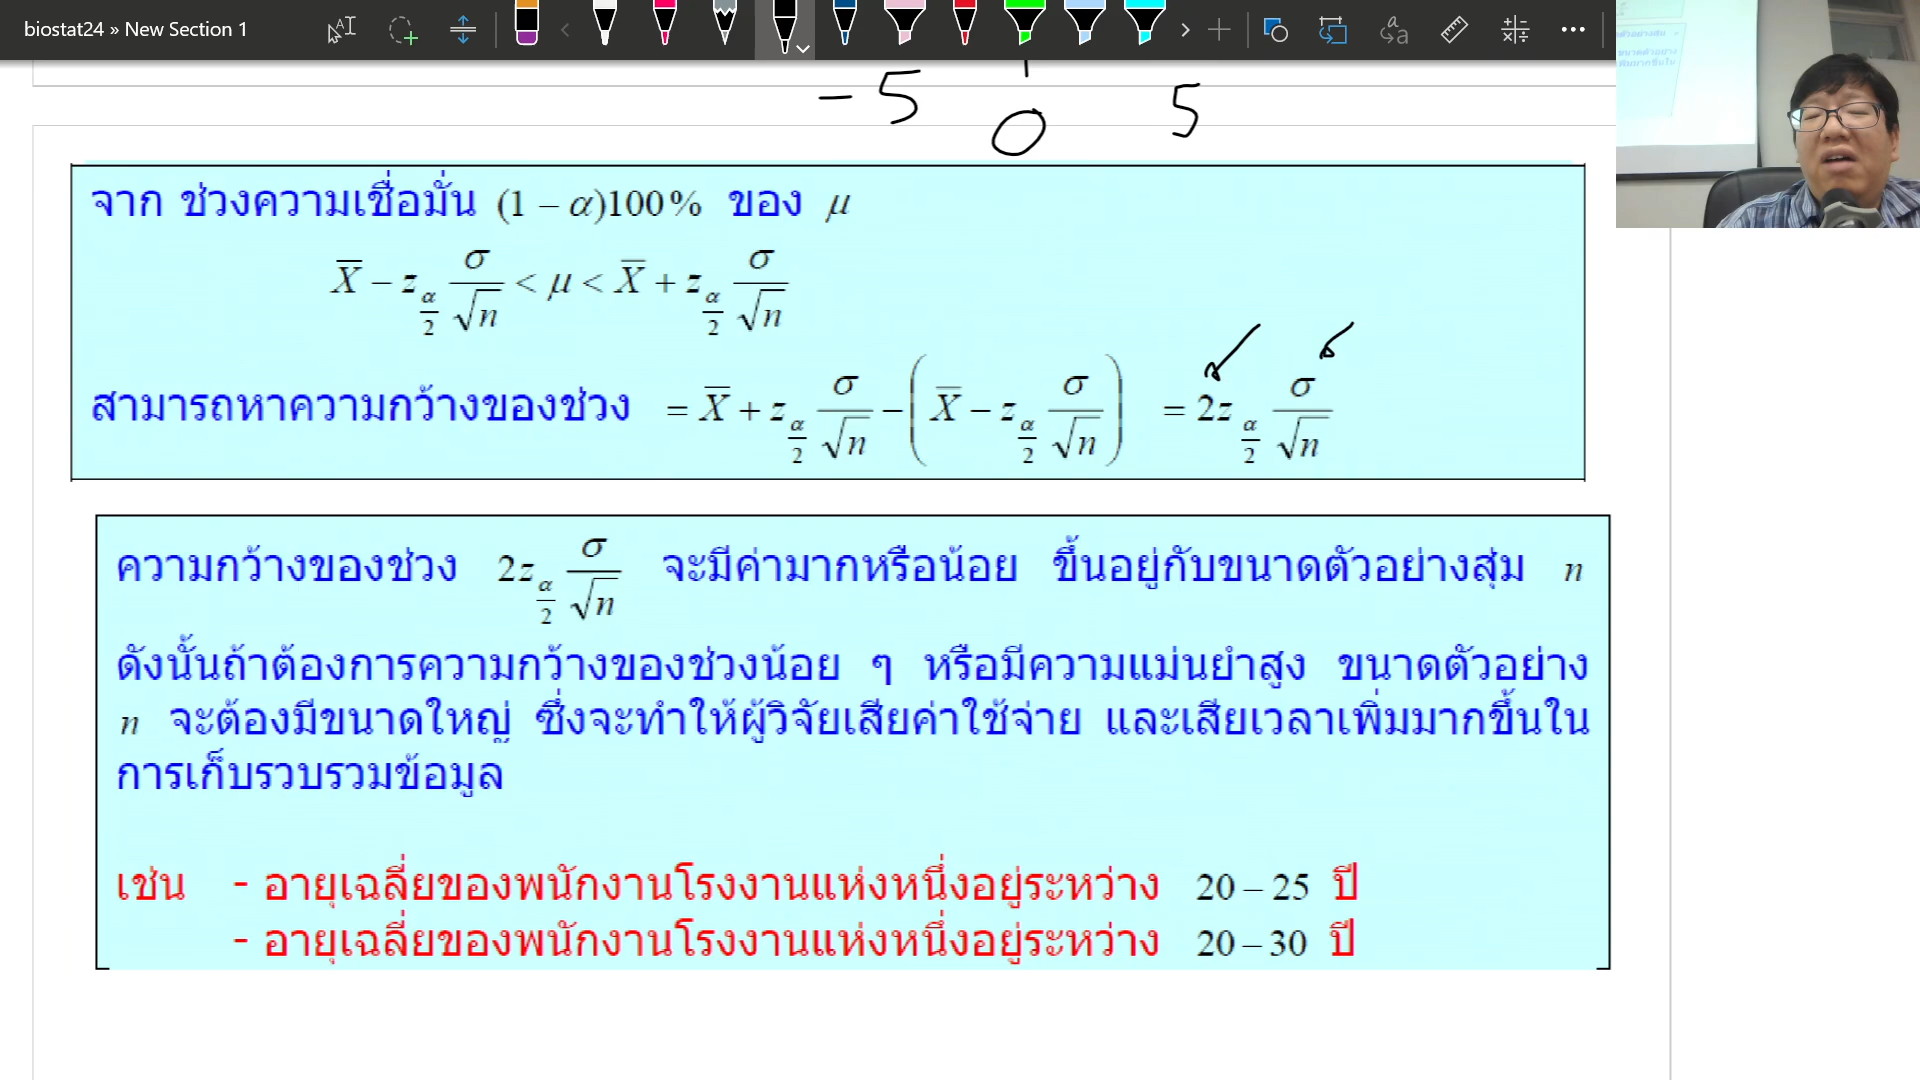 biostat24 » New Section 1
- 5 0 5
จาก ช่วงความเชื่อมั่น (1 − α)100% ของ μ
X̄ − z_{α/2} σ/√n < μ < X̄ + z_{α/2} σ/√n
สามารถหาความกว้างของช่วง = X̄ + z_{α/2} σ/√n − (X̄ − z_{α/2} σ/√n) = 2z_{α/2} σ/√n
ความกว้างของช่วง 2z_{α/2} σ/√n จะมีค่ามากหรือน้อย ขึ้นอยู่กับขนาดตัวอย่างสุ่ม n
ดังนั้นถ้าต้องการความกว้างของช่วงน้อย ๆ หรือมีความแม่นยำสูง ขนาดตัวอย่าง
n จะต้องมีขนาดใหญ่ ซึ่งจะทำให้ผู้วิจัยเสียค่าใช้จ่าย และเสียเวลาเพิ่มมากขึ้นใน
การเก็บรวบรวมข้อมูล
เช่น - อายุเฉลี่ยของพนักงานโรงงานแห่งหนึ่งอยู่ระหว่าง 20 – 25 ปี
- อายุเฉลี่ยของพนักงานโรงงานแห่งหนึ่งอยู่ระหว่าง 20 – 30 ปี